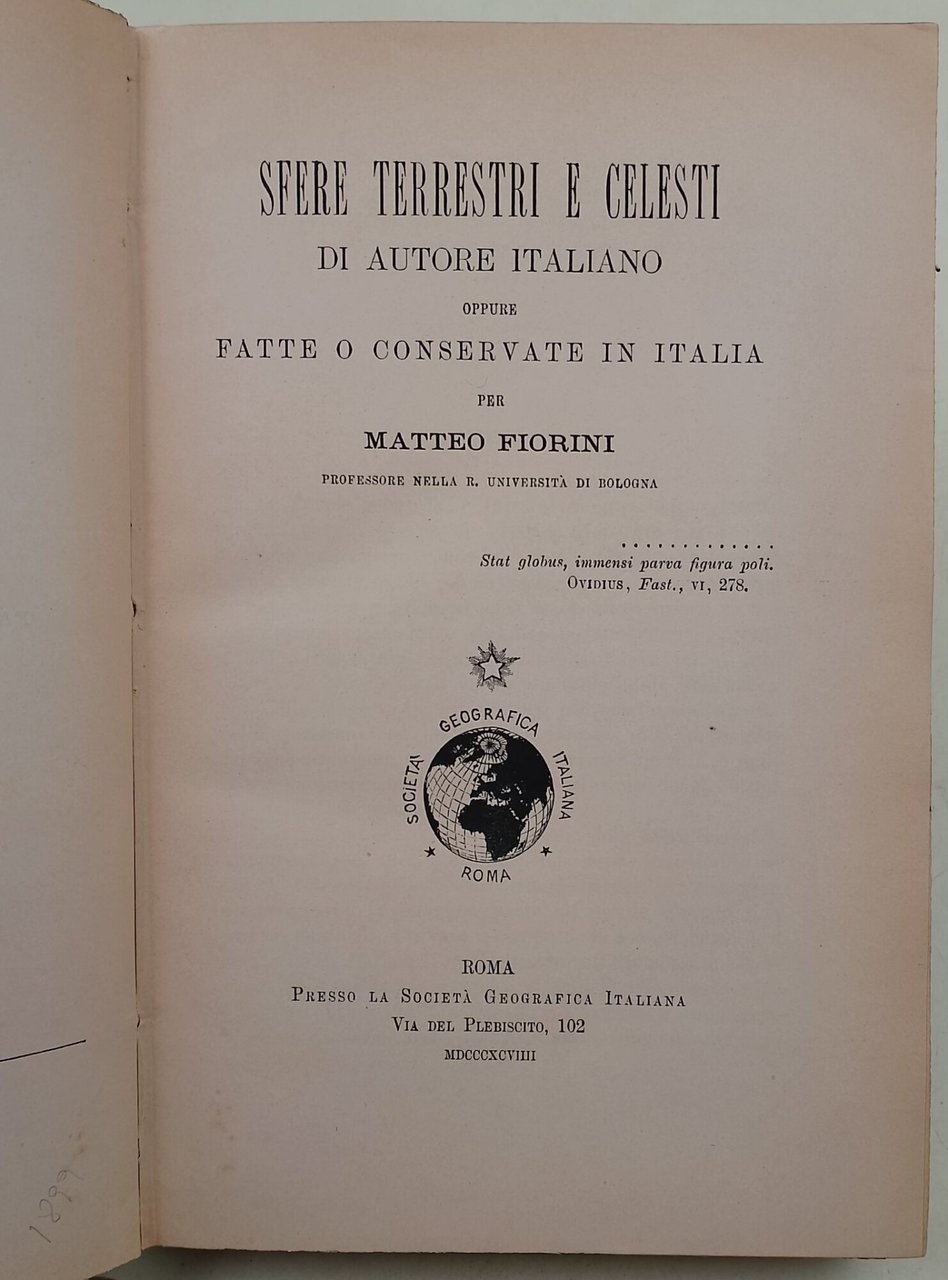 SFERE TERRESTRI E CELESTI
DI AUTORE ITALIANO
OPPURE
FATTE O CONSERVATE IN ITALIA
PER
MATTEO FIORINI
PROFESSORE NELLA R. UNIVERSITÀ DI BOLOGNA
. . . . . . . . . . . . .
Stat globus, immensi parva figura poli.
OVIDIUS, Fast., VI, 278.
SOCIETA' GEOGRAFICA ITALIANA
ROMA
ROMA
PRESSO LA SOCIETÀ GEOGRAFICA ITALIANA
VIA DEL PLEBISCITO, 102
MDCCCXCVIIII
1899